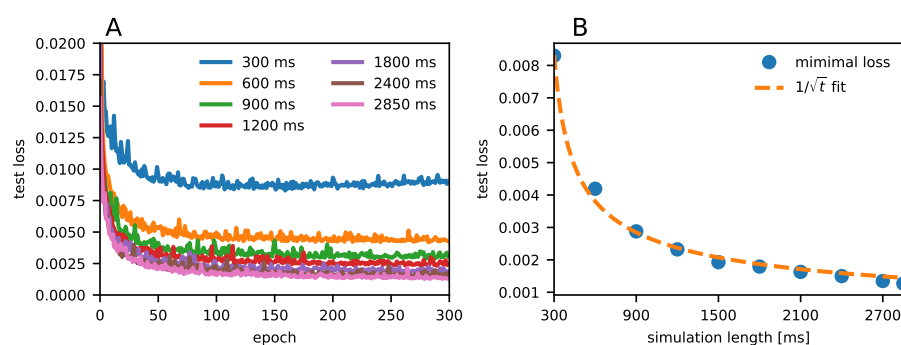 A
test loss
0.0200
0.0175
0.0150
0.0125
0.0100
0.0075
0.0050
0.0025
0.0000
300 ms
600 ms
900 ms
1200 ms
1800 ms
2400 ms
2850 ms
0 50 100 150 200 250 300
epoch
B
test loss
0.008
0.007
0.006
0.005
0.004
0.003
0.002
0.001
mimimal loss
1/√t fit
300 900 1500 2100 2700
simulation length [ms]